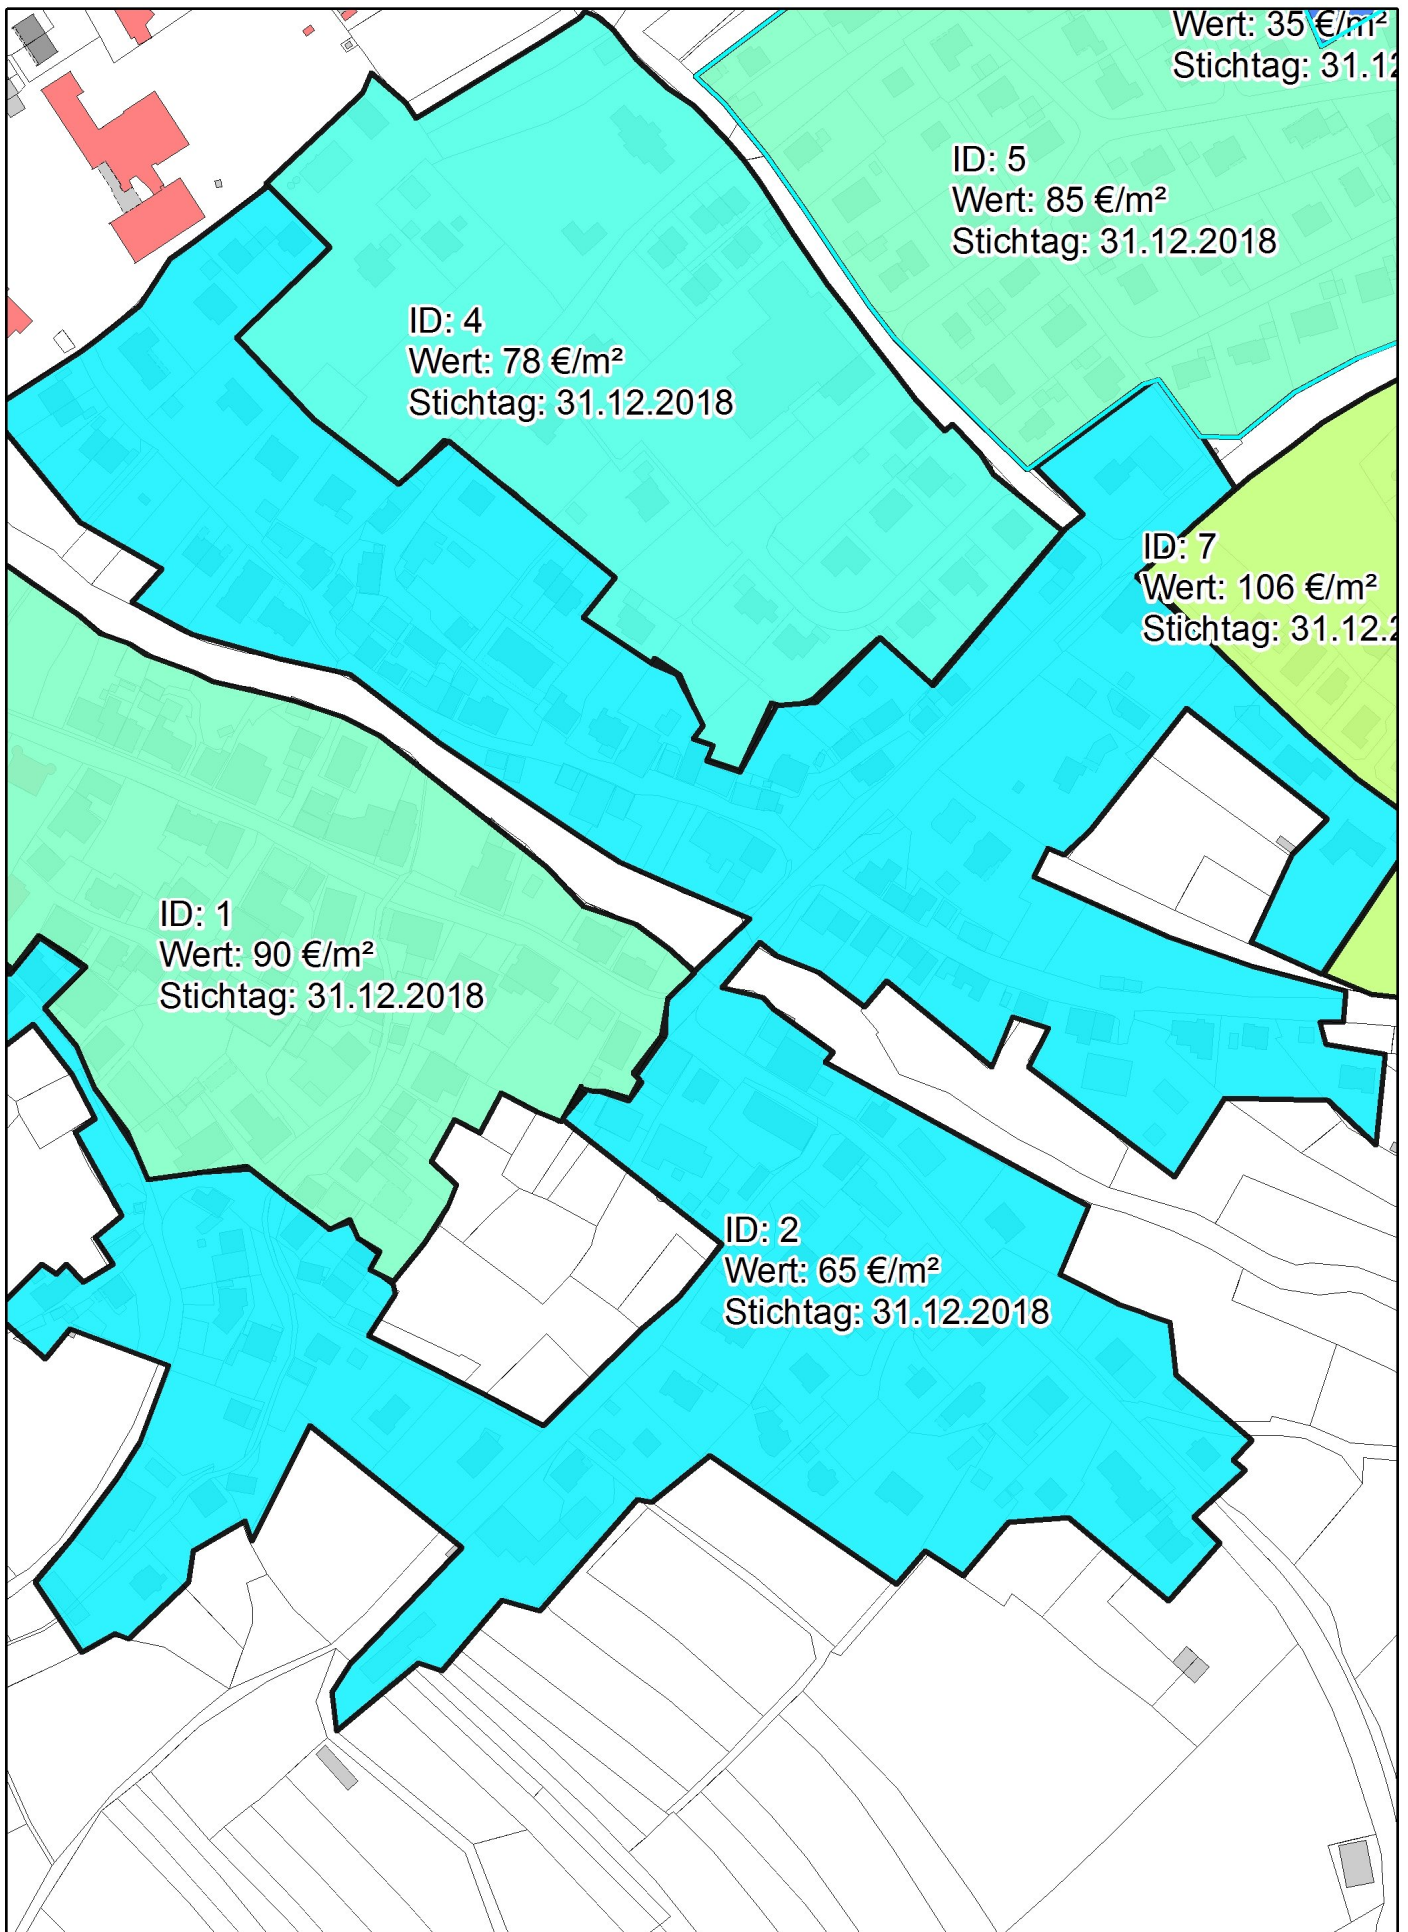 Wert: 35 €/m²
Stichtag: 31.12
ID: 5
Wert: 85 €/m²
Stichtag: 31.12.2018
ID: 4
Wert: 78 €/m²
Stichtag: 31.12.2018
ID: 7
Wert: 106 €/m²
Stichtag: 31.12.2
ID: 1
Wert: 90 €/m²
Stichtag: 31.12.2018
ID: 2
Wert: 65 €/m²
Stichtag: 31.12.2018